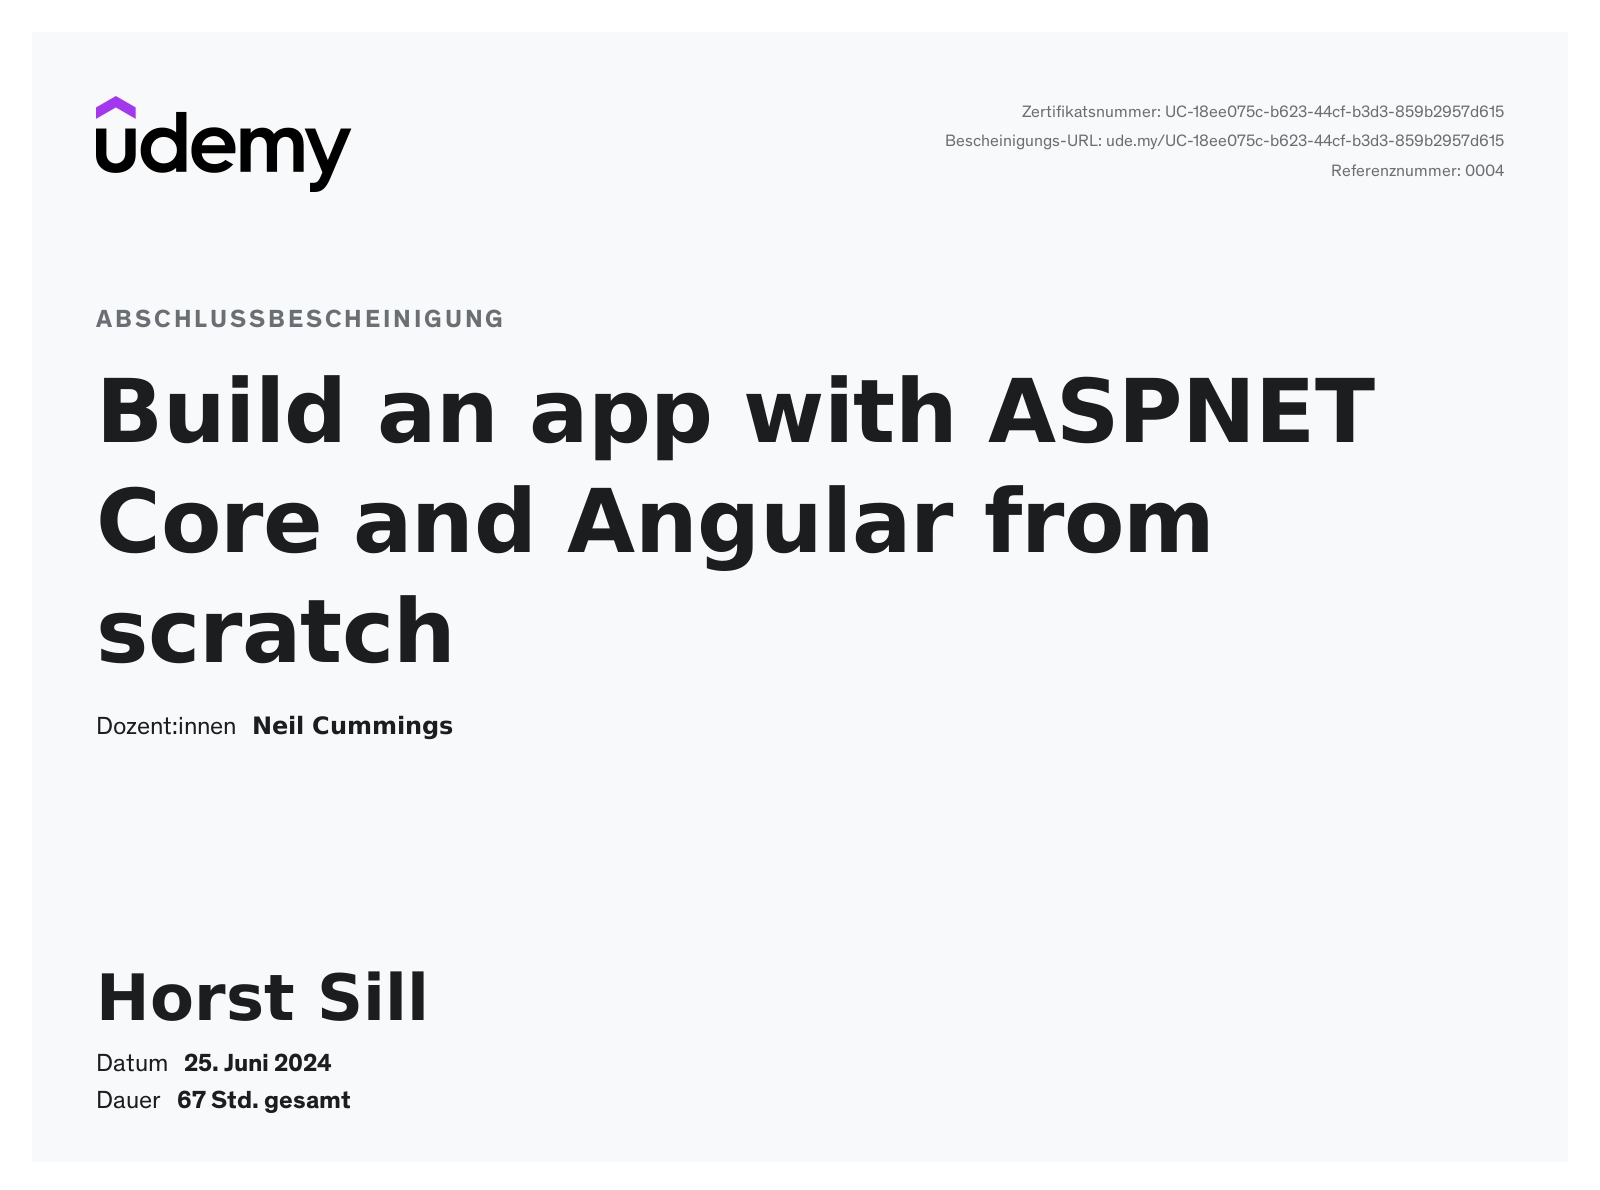 udemy
Zertifikatsnummer: UC-18ee075c-b623-44cf-b3d3-859b2957d615
Bescheinigungs-URL: ude.my/UC-18ee075c-b623-44cf-b3d3-859b2957d615
Referenznummer: 0004
ABSCHLUSSBESCHEINIGUNG
Build an app with ASPNET
Core and Angular from
scratch
Dozent:innen Neil Cummings
Horst Sill
Datum 25. Juni 2024
Dauer 67 Std. gesamt